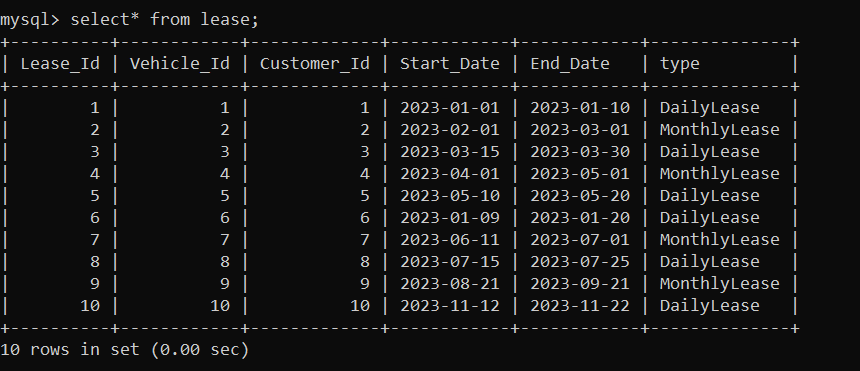 mysql> select* from lease;
+----------+------------+-------------+------------+------------+--------------+
| Lease_Id | Vehicle_Id | Customer_Id | Start_Date | End_Date   | type         |
+----------+------------+-------------+------------+------------+--------------+
|        1 |          1 |           1 | 2023-01-01 | 2023-01-10 | DailyLease   |
|        2 |          2 |           2 | 2023-02-01 | 2023-03-01 | MonthlyLease |
|        3 |          3 |           3 | 2023-03-15 | 2023-03-30 | DailyLease   |
|        4 |          4 |           4 | 2023-04-01 | 2023-05-01 | MonthlyLease |
|        5 |          5 |           5 | 2023-05-10 | 2023-05-20 | DailyLease   |
|        6 |          6 |           6 | 2023-01-09 | 2023-01-20 | DailyLease   |
|        7 |          7 |           7 | 2023-06-11 | 2023-07-01 | MonthlyLease |
|        8 |          8 |           8 | 2023-07-15 | 2023-07-25 | DailyLease   |
|        9 |          9 |           9 | 2023-08-21 | 2023-09-21 | MonthlyLease |
|       10 |         10 |          10 | 2023-11-12 | 2023-11-22 | DailyLease   |
+----------+------------+-------------+------------+------------+--------------+
10 rows in set (0.00 sec)